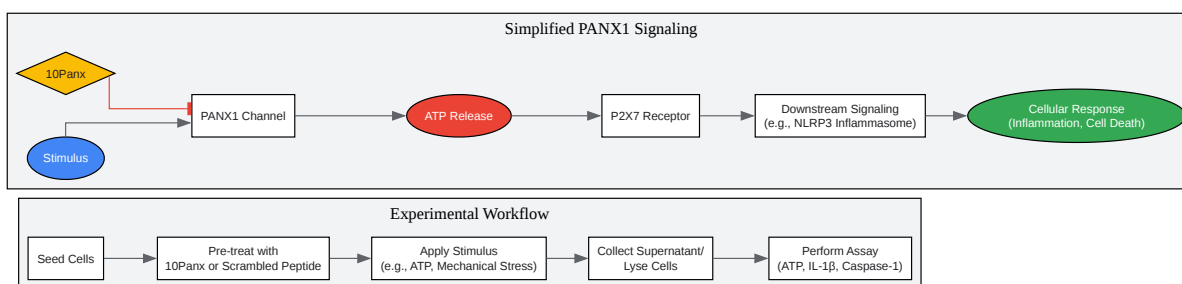 Simplified PANX1 Signaling
10Panx
PANX1 Channel
ATP Release
P2X7 Receptor
Downstream Signaling
(e.g., NLRP3 Inflammasome)
Cellular Response
(Inflammation, Cell Death)
Stimulus
Experimental Workflow
Seed Cells
Pre-treat with
10Panx or Scrambled Peptide
Apply Stimulus
(e.g., ATP, Mechanical Stress)
Collect Supernatant/
Lyse Cells
Perform Assay
(ATP, IL-1β, Caspase-1)